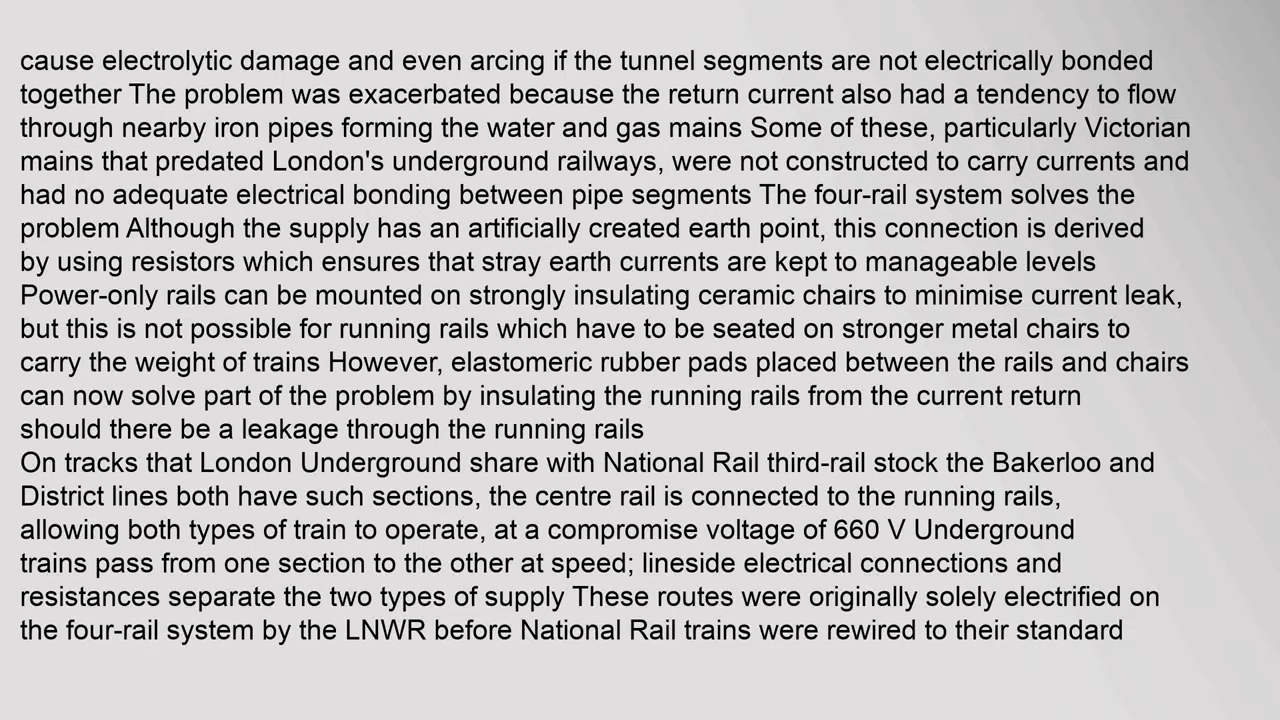 cause electrolytic damage and even arcing if the tunnel segments are not electrically bonded
together The problem was exacerbated because the return current also had a tendency to flow
through nearby iron pipes forming the water and gas mains Some of these, particularly Victorian
mains that predated London's underground railways, were not constructed to carry currents and
had no adequate electrical bonding between pipe segments The four-rail system solves the
problem Although the supply has an artificially created earth point, this connection is derived
by using resistors which ensures that stray earth currents are kept to manageable levels
Power-only rails can be mounted on strongly insulating ceramic chairs to minimise current leak,
but this is not possible for running rails which have to be seated on stronger metal chairs to
carry the weight of trains However, elastomeric rubber pads placed between the rails and chairs
can now solve part of the problem by insulating the running rails from the current return
should there be a leakage through the running rails
On tracks that London Underground share with National Rail third-rail stock the Bakerloo and
District lines both have such sections, the centre rail is connected to the running rails,
allowing both types of train to operate, at a compromise voltage of 660 V Underground
trains pass from one section to the other at speed; lineside electrical connections and
resistances separate the two types of supply These routes were originally solely electrified on
the four-rail system by the LNWR before National Rail trains were rewired to their standard